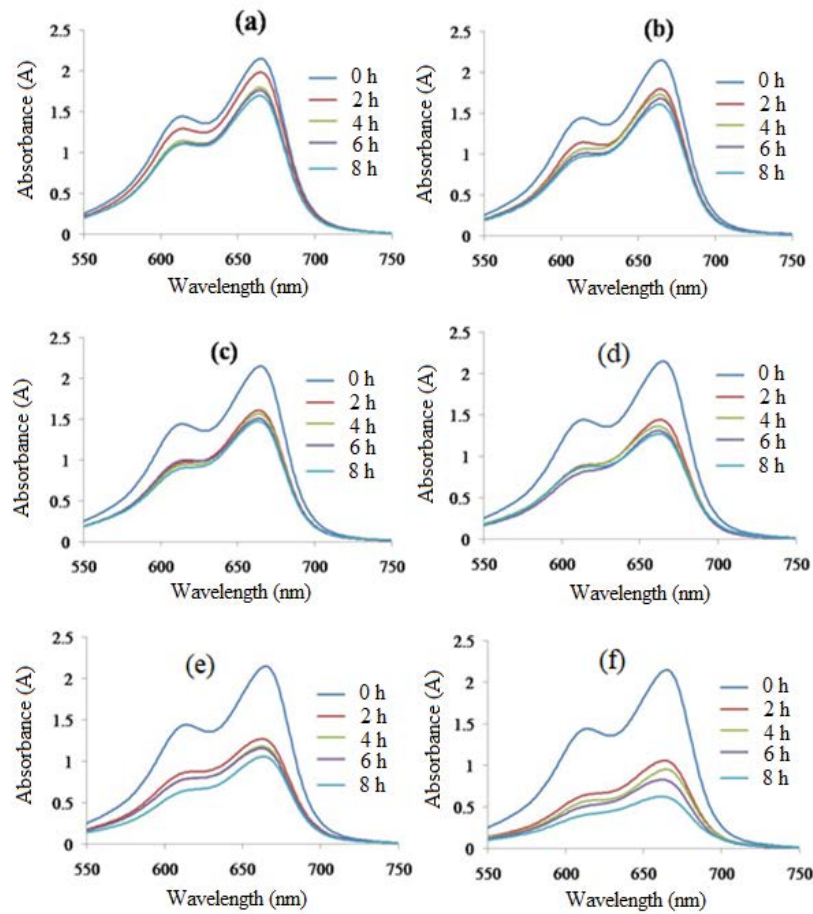 (a)
2.5
2
1.5
1
0.5
0
Absorbance (A)
550 600 650 700 750
Wavelength (nm)
0 h
2 h
4 h
6 h
8 h
(b)
2.5
2
1.5
1
0.5
0
Absorbance (A)
550 600 650 700 750
Wavelength (nm)
0 h
2 h
4 h
6 h
8 h
(c)
2.5
2
1.5
1
0.5
0
Absorbance (A)
550 600 650 700 750
Wavelength (nm)
0 h
2 h
4 h
6 h
8 h
(d)
2.5
2
1.5
1
0.5
0
Absorbance (A)
550 600 650 700 750
Wavelength (nm)
0 h
2 h
4 h
6 h
8 h
(e)
2.5
2
1.5
1
0.5
0
Absorbance (A)
550 600 650 700 750
Wavelength (nm)
0 h
2 h
4 h
6 h
8 h
(f)
2.5
2
1.5
1
0.5
0
Absorbance (A)
550 600 650 700 750
Wavelength (nm)
0 h
2 h
4 h
6 h
8 h